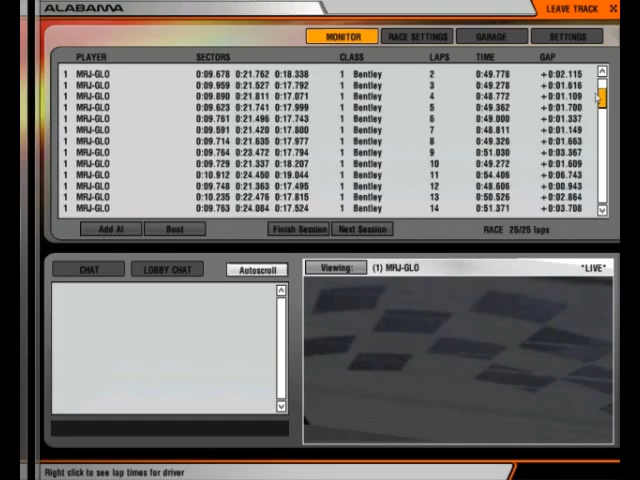 ALABAMA LEAVE TRACK X
MONITOR RACE SETTINGS GARAGE SETTINGS
PLAYER SECTORS CLASS LAPS TIME GAP
1 MRJ-GLO 0:09.678 0:21.762 0:18.338 1 Bentley 2 0:49.778 +0:02.115
1 MRJ-GLO 0:09.959 0:21.527 0:17.792 1 Bentley 3 0:49.278 +0:01.616
1 MRJ-GLO 0:09.890 0:21.811 0:17.071 1 Bentley 4 0:48.772 +0:01.109
1 MRJ-GLO 0:09.623 0:21.741 0:17.999 1 Bentley 5 0:49.362 +0:01.700
1 MRJ-GLO 0:09.761 0:21.496 0:17.743 1 Bentley 6 0:49.000 +0:01.337
1 MRJ-GLO 0:09.591 0:21.420 0:17.800 1 Bentley 7 0:48.811 +0:01.149
1 MRJ-GLO 0:09.714 0:21.635 0:17.977 1 Bentley 8 0:49.326 +0:01.663
1 MRJ-GLO 0:09.764 0:23.472 0:17.794 1 Bentley 9 0:51.030 +0:03.367
1 MRJ-GLO 0:09.729 0:21.337 0:18.207 1 Bentley 10 0:49.272 +0:01.609
1 MRJ-GLO 0:10.912 0:24.450 0:19.044 1 Bentley 11 0:54.406 +0:06.743
1 MRJ-GLO 0:09.748 0:21.363 0:17.495 1 Bentley 12 0:48.606 +0:00.943
1 MRJ-GLO 0:10.235 0:22.476 0:17.815 1 Bentley 13 0:50.526 +0:02.864
1 MRJ-GLO 0:09.763 0:24.084 0:17.524 1 Bentley 14 0:51.371 +0:03.708
Add AI Boot Finish Session Next Session RACE 25/25 laps
CHAT LOBBY CHAT Autoscroll Viewing: (1) MRJ-GLO *LIVE*
Right click to see lap times for driver